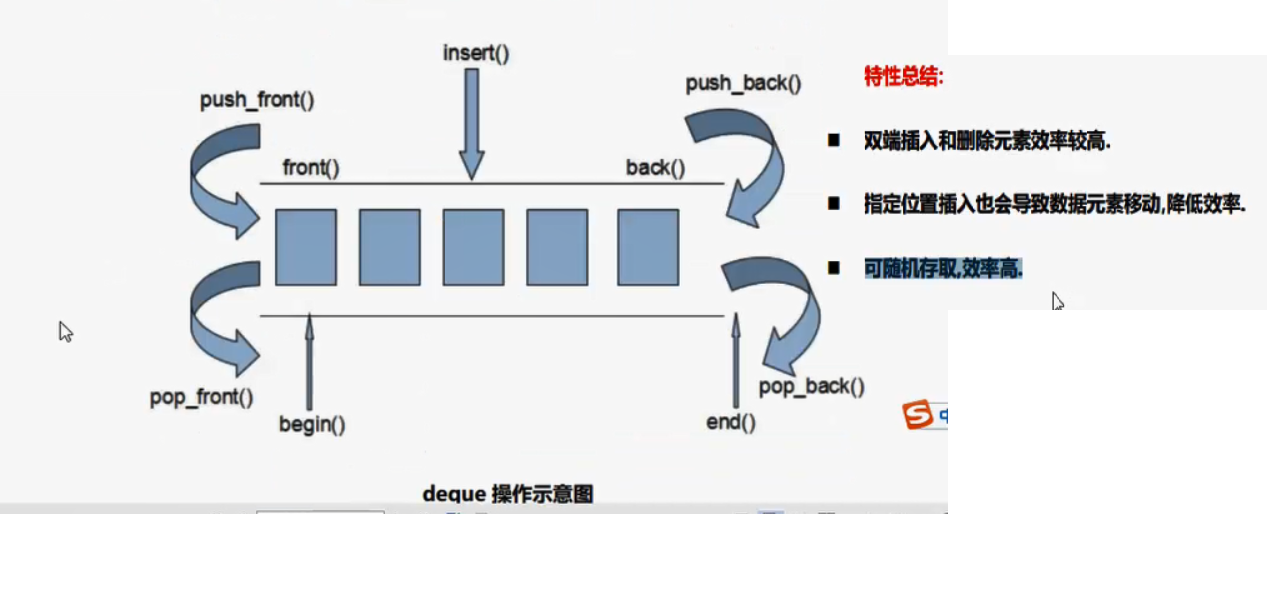 insert()
push_front()
push_back()
front()
back()
pop_front()
begin()
end()
pop_back()
deque 操作示意图
特性总结:
■ 双端插入和删除元素效率较高.
■ 指定位置插入也会导致数据元素移动,降低效率.
■ 可随机存取,效率高.